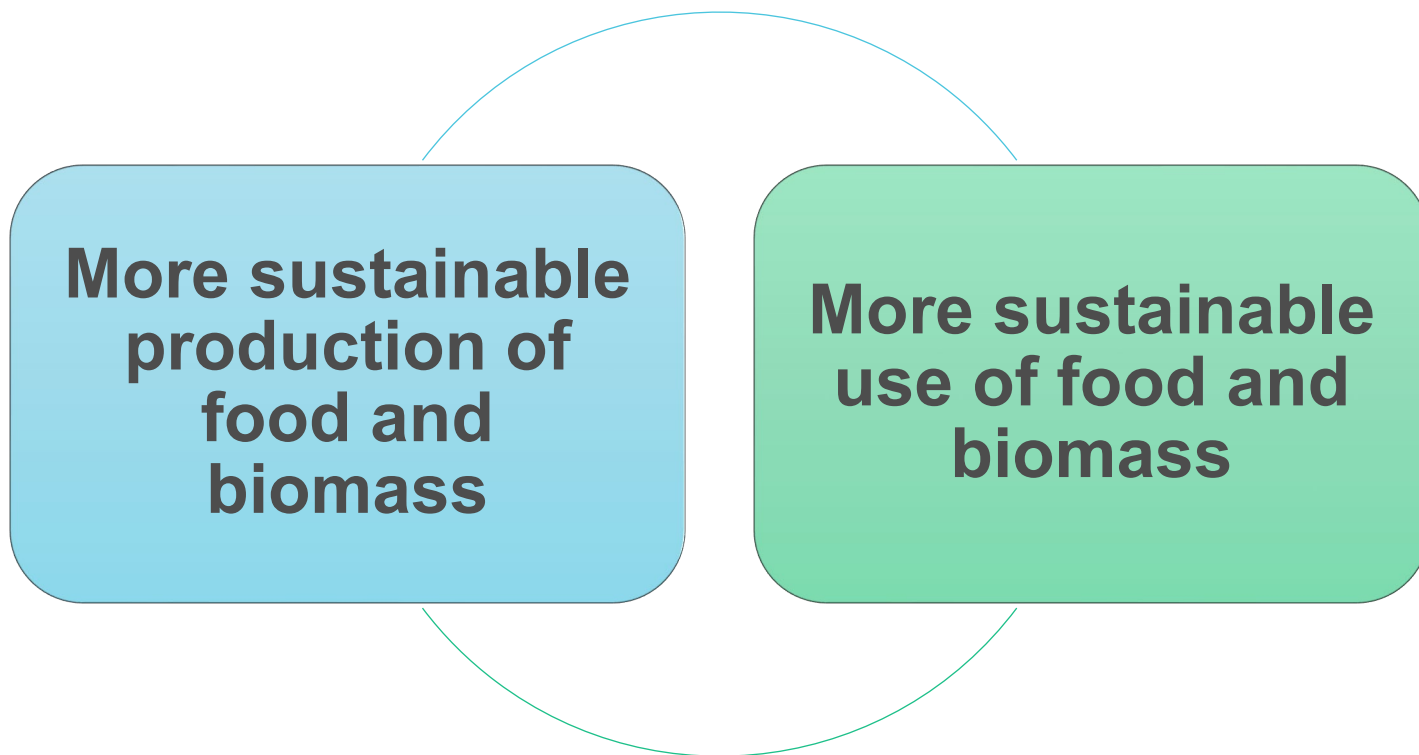 More sustainable
production of
food and
biomass
More sustainable
use of food and
biomass